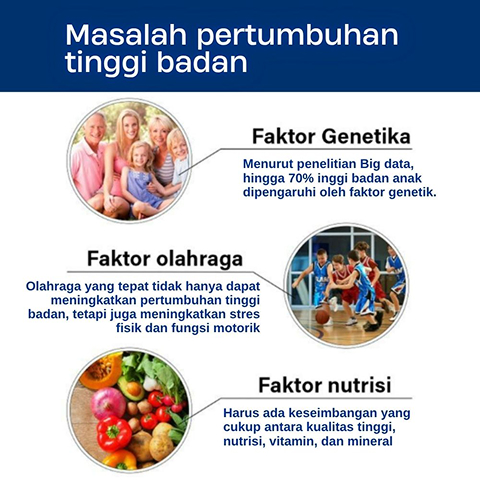 Masalah pertumbuhan
tinggi badan
Faktor Genetika
Menurut penelitian Big data,
hingga 70% inggi badan anak
dipengaruhi oleh faktor genetik.
Faktor olahraga
Olahraga yang tepat tidak hanya dapat
meningkatkan pertumbuhan tinggi
badan, tetapi juga meningkatkan stres
fisik dan fungsi motorik
Faktor nutrisi
Harus ada keseimbangan yang
cukup antara kualitas tinggi,
nutrisi, vitamin, dan mineral